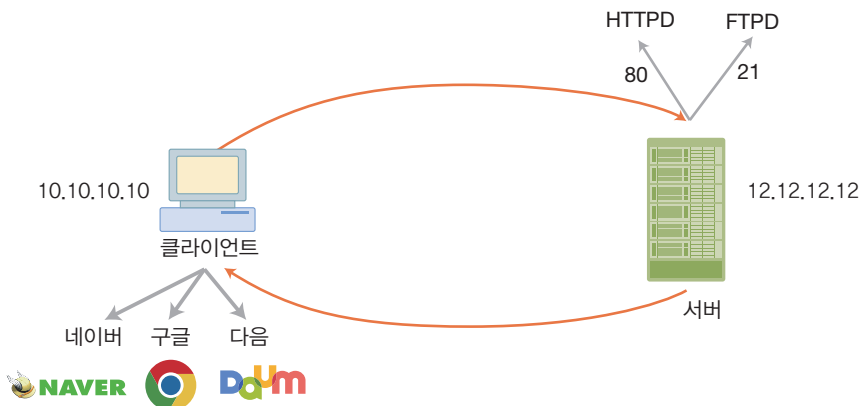 HTTPD FTPD
80 21
10.10.10.10
12.12.12.12
클라이언트
서버
네이버 구글 다음
NAVER Daum